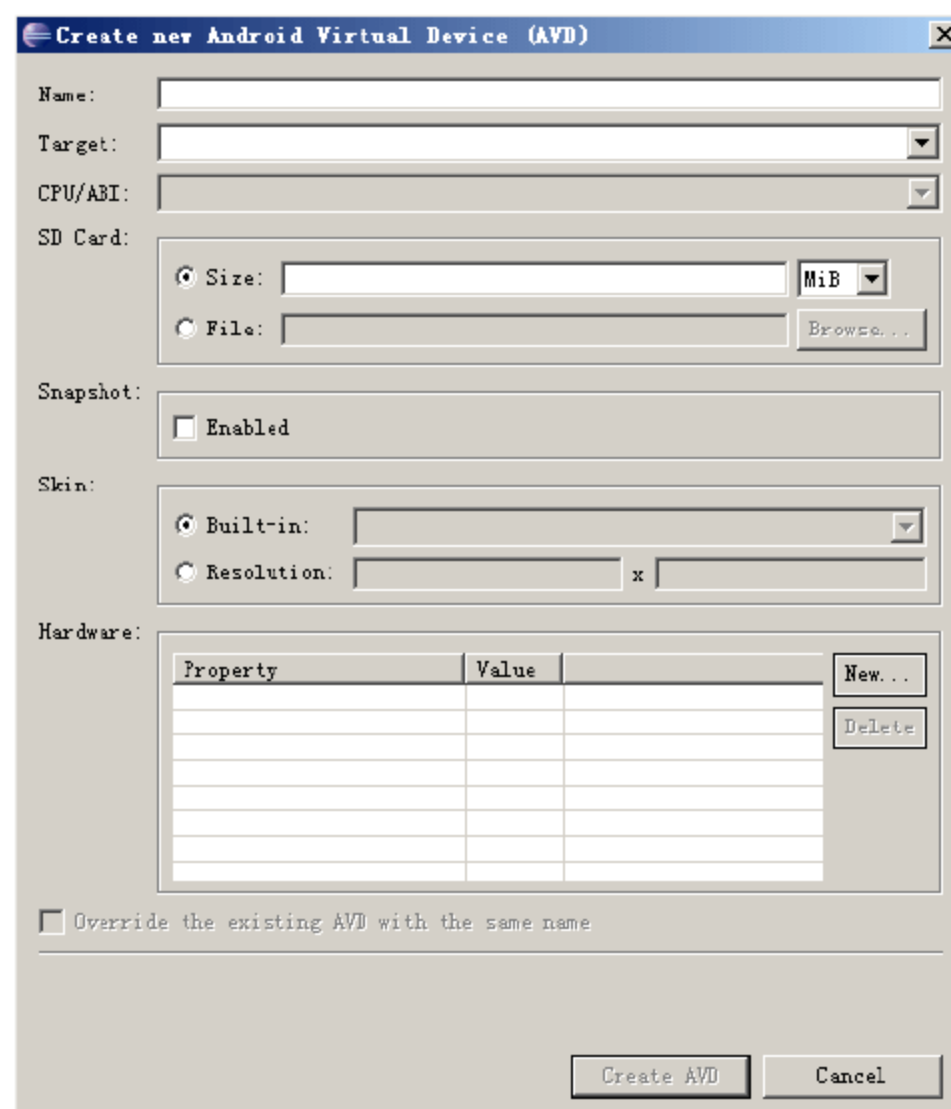 Create new Android Virtual Device (AVD)
Name:
Target:
CPU/ABI:
SD Card:
Size: MiB
File: Browse...
Snapshot:
Enabled
Skin:
Built-in:
Resolution: x
Hardware:
Property Value New...
Delete
Override the existing AVD with the same name
Create AVD Cancel